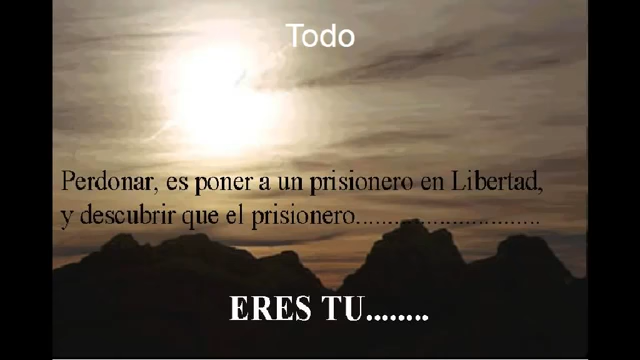 Todo
Perdonar, es poner a un prisionero en Libertad,
y descubrir que el prisionero.............................
ERES TU........